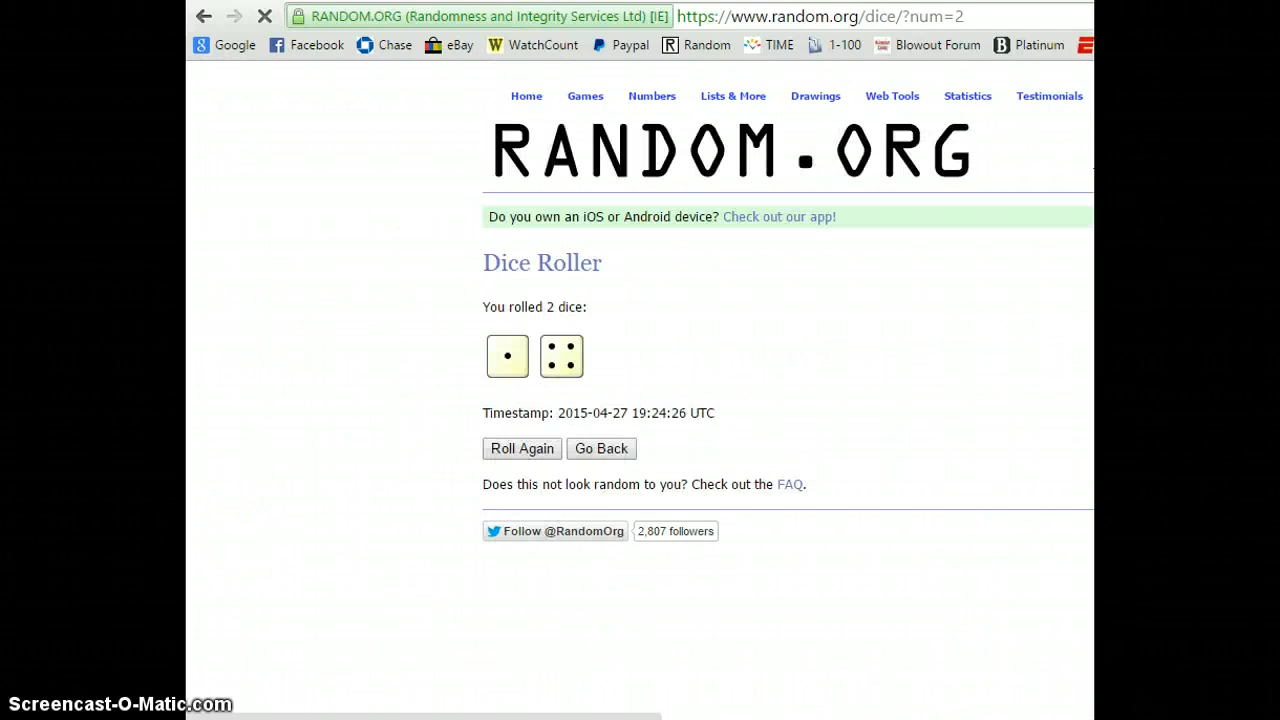 RANDOM.ORG (Randomness and Integrity Services Ltd) [IE] https://www.random.org/dice/?num=2
Google Facebook Chase eBay WatchCount Paypal Random TIME 1-100 Blowout Forum Platinum
Home Games Numbers Lists & More Drawings Web Tools Statistics Testimonials
RANDOM.ORG
Do you own an iOS or Android device? Check out our app!
Dice Roller
You rolled 2 dice:
Timestamp: 2015-04-27 19:24:26 UTC
Roll Again Go Back
Does this not look random to you? Check out the FAQ.
Follow @RandomOrg 2,807 followers
Screencast-O-Matic.com